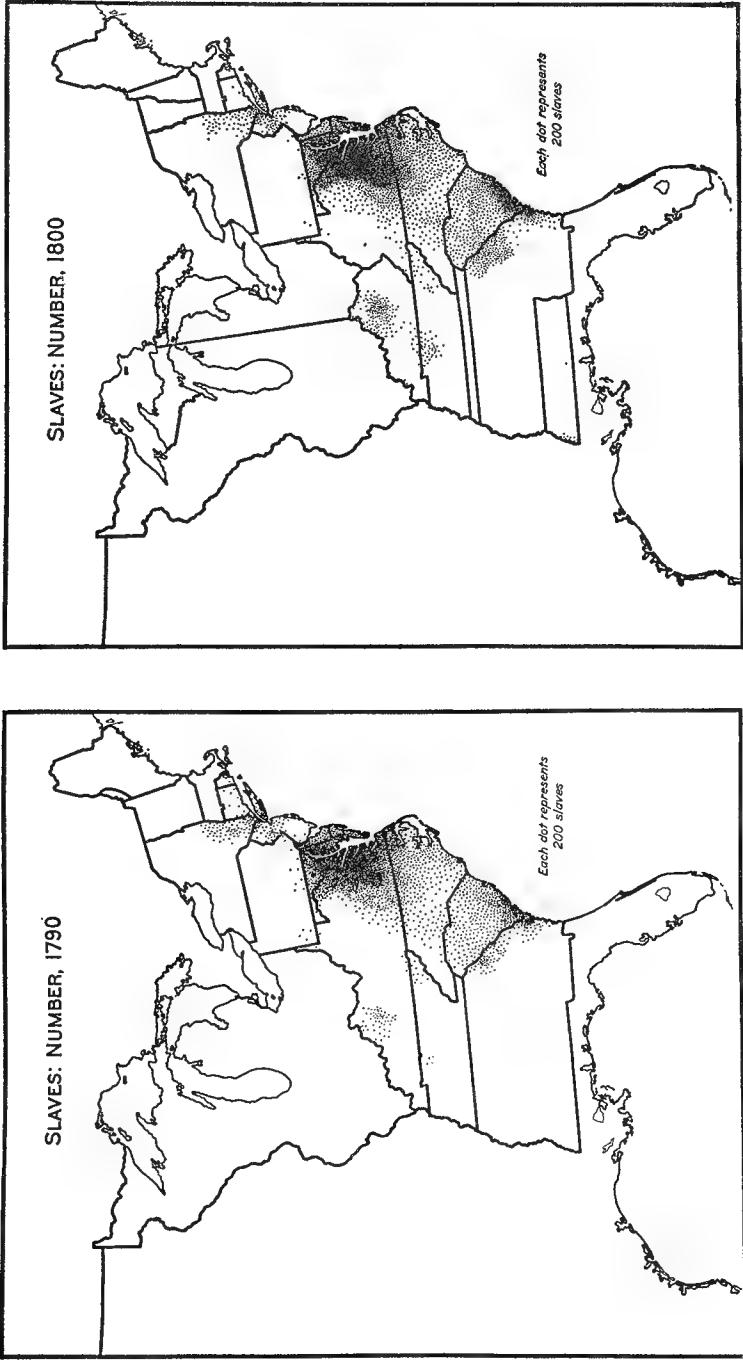 SLAVES: NUMBER, 1800
Each dot represents
200 slaves
SLAVES: NUMBER, 1790
Each dot represents
200 slaves